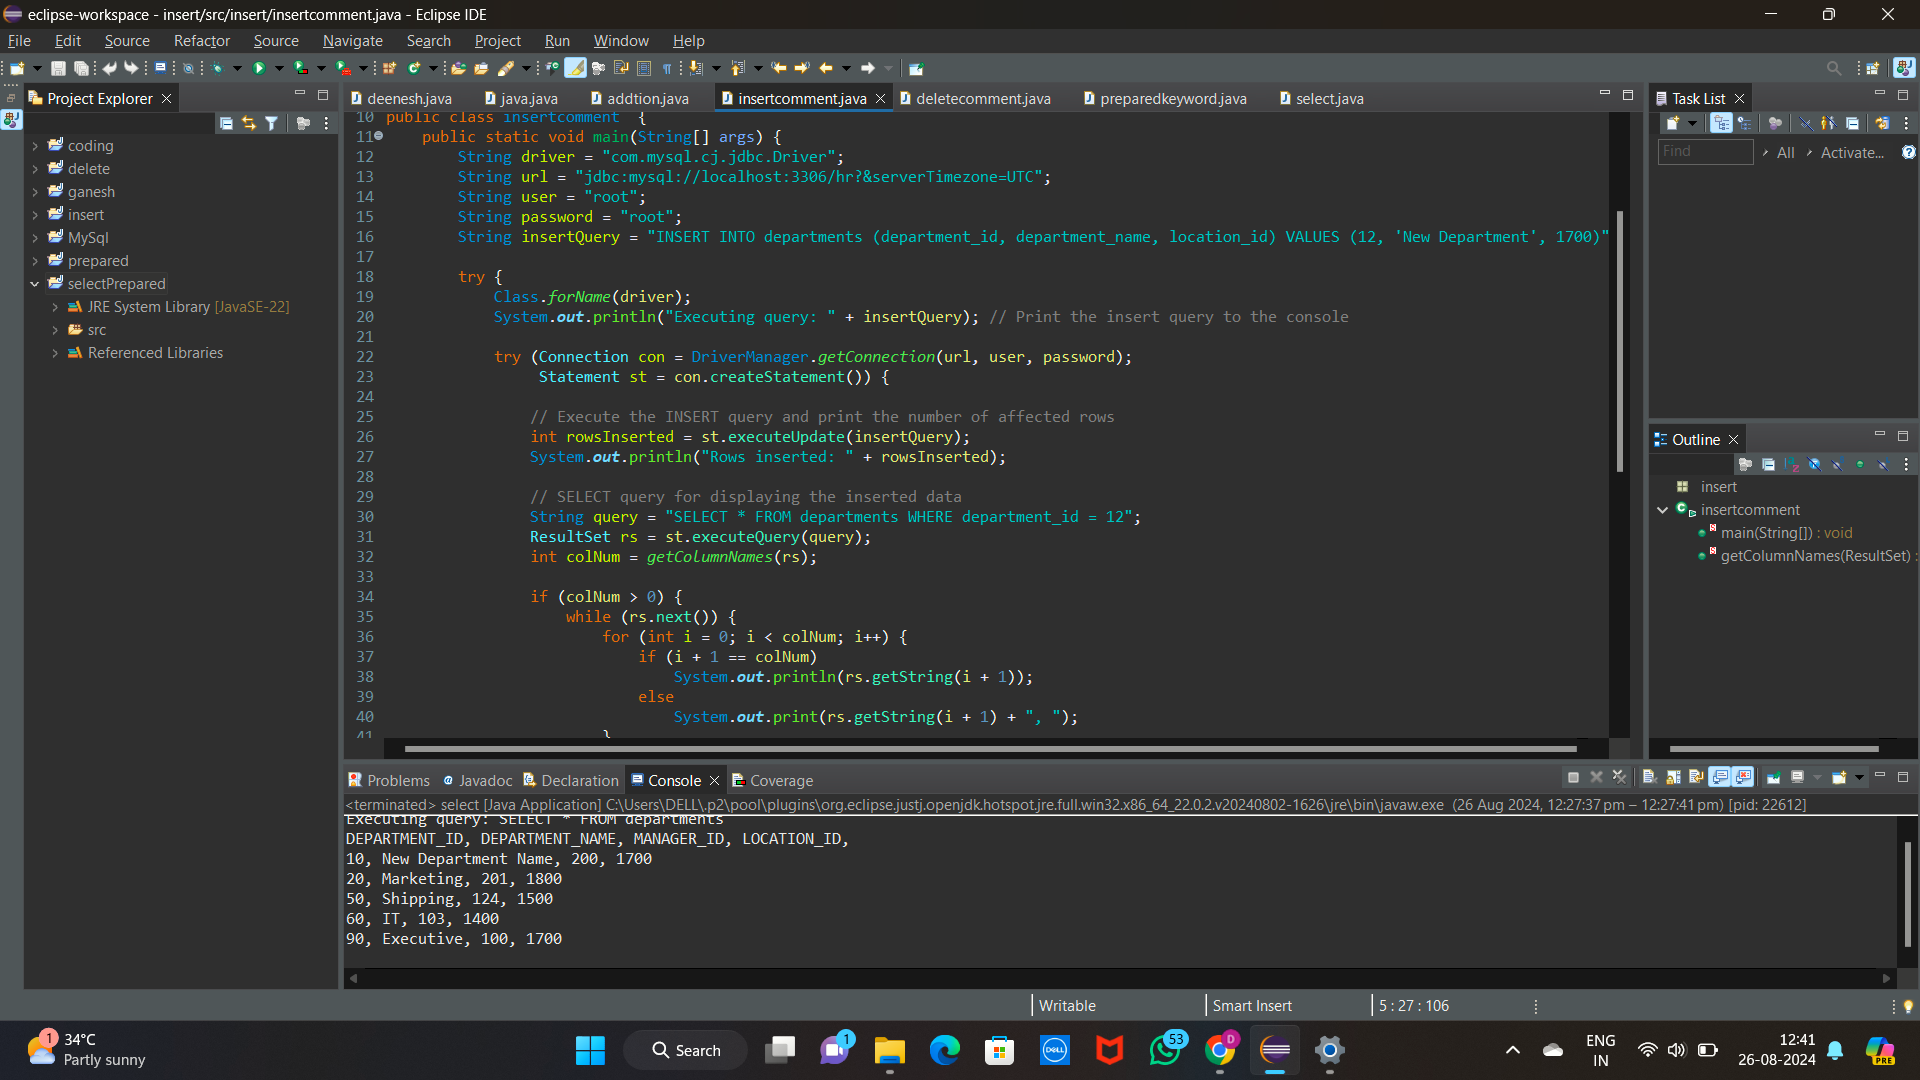 eclipse-workspace - insert/src/insert/insertcomment.java - Eclipse IDE
File Edit Source Refactor Source Navigate Search Project Run Window Help
Project Explorer
coding
delete
ganesh
insert
MySql
prepared
selectPrepared
JRE System Library [JavaSE-22]
src
Referenced Libraries
deenesh.java java.java addtion.java insertcomment.java deletecomment.java preparedkeyword.java select.java
10 public class insertcomment {
11 public static void main(String[] args) {
12 String driver = "com.mysql.cj.jdbc.Driver";
13 String url = "jdbc:mysql://localhost:3306/hr?&serverTimezone=UTC";
14 String user = "root";
15 String password = "root";
16 String insertQuery = "INSERT INTO departments (department_id, department_name, location_id) VALUES (12, 'New Department', 1700)"
17
18 try {
19 Class.forName(driver);
20 System.out.println("Executing query: " + insertQuery); // Print the insert query to the console
21
22 try (Connection con = DriverManager.getConnection(url, user, password);
23 Statement st = con.createStatement()) {
24
25 // Execute the INSERT query and print the number of affected rows
26 int rowsInserted = st.executeUpdate(insertQuery);
27 System.out.println("Rows inserted: " + rowsInserted);
28
29 // SELECT query for displaying the inserted data
30 String query = "SELECT * FROM departments WHERE department_id = 12";
31 ResultSet rs = st.executeQuery(query);
32 int colNum = getColumnNames(rs);
33
34 if (colNum > 0) {
35 while (rs.next()) {
36 for (int i = 0; i < colNum; i++) {
37 if (i + 1 == colNum)
38 System.out.println(rs.getString(i + 1));
39 else
40 System.out.print(rs.getString(i + 1) + ", ");
41 }
Task List
Find All Activate...
Outline
insert
insertcomment
main(String[]) : void
getColumnNames(ResultSet) :
Problems Javadoc Declaration Console Coverage
<terminated> select [Java Application] C:\Users\DELL\.p2\pool\plugins\org.eclipse.justj.openjdk.hotspot.jre.full.win32.x86_64_22.0.2.v20240802-1626\jre\bin\javaw.exe (26 Aug 2024, 12:27:37 pm – 12:27:41 pm) [pid: 22612]
Executing query: SELECT * FROM departments
DEPARTMENT_ID, DEPARTMENT_NAME, MANAGER_ID, LOCATION_ID,
10, New Department Name, 200, 1700
20, Marketing, 201, 1800
50, Shipping, 124, 1500
60, IT, 103, 1400
90, Executive, 100, 1700
Writable Smart Insert 5 : 27 : 106
1 34°C
Partly sunny
Search
1
DELL
53
D
ENG
IN
12:41
26-08-2024
PRE